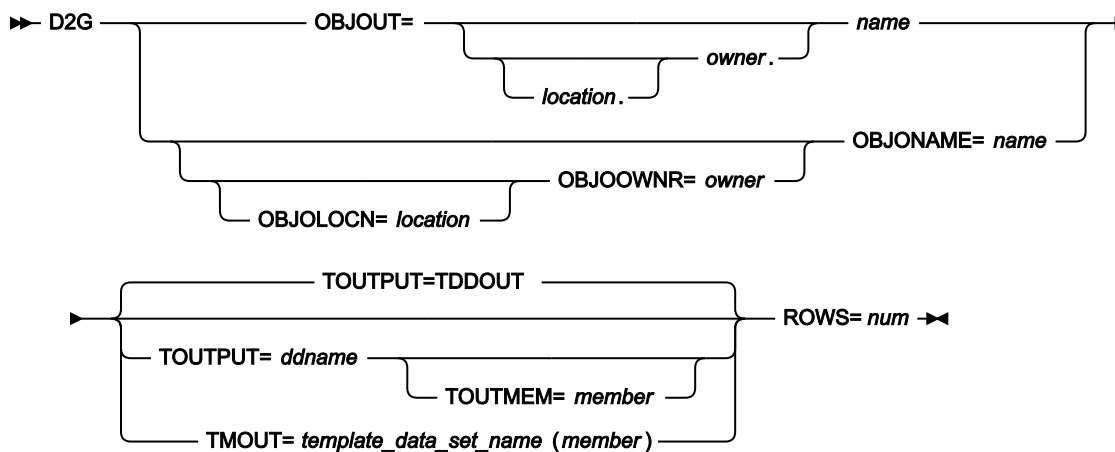 D2G OBJOUT= name
owner.
location.
OBJONAME= name
OBJOOWNR= owner
OBJOLOCN= location
TOUTPUT=TDDOUT
ROWS= num
TOUTPUT= ddname
TOUTMEM= member
TMOUT= template_data_set_name (member)